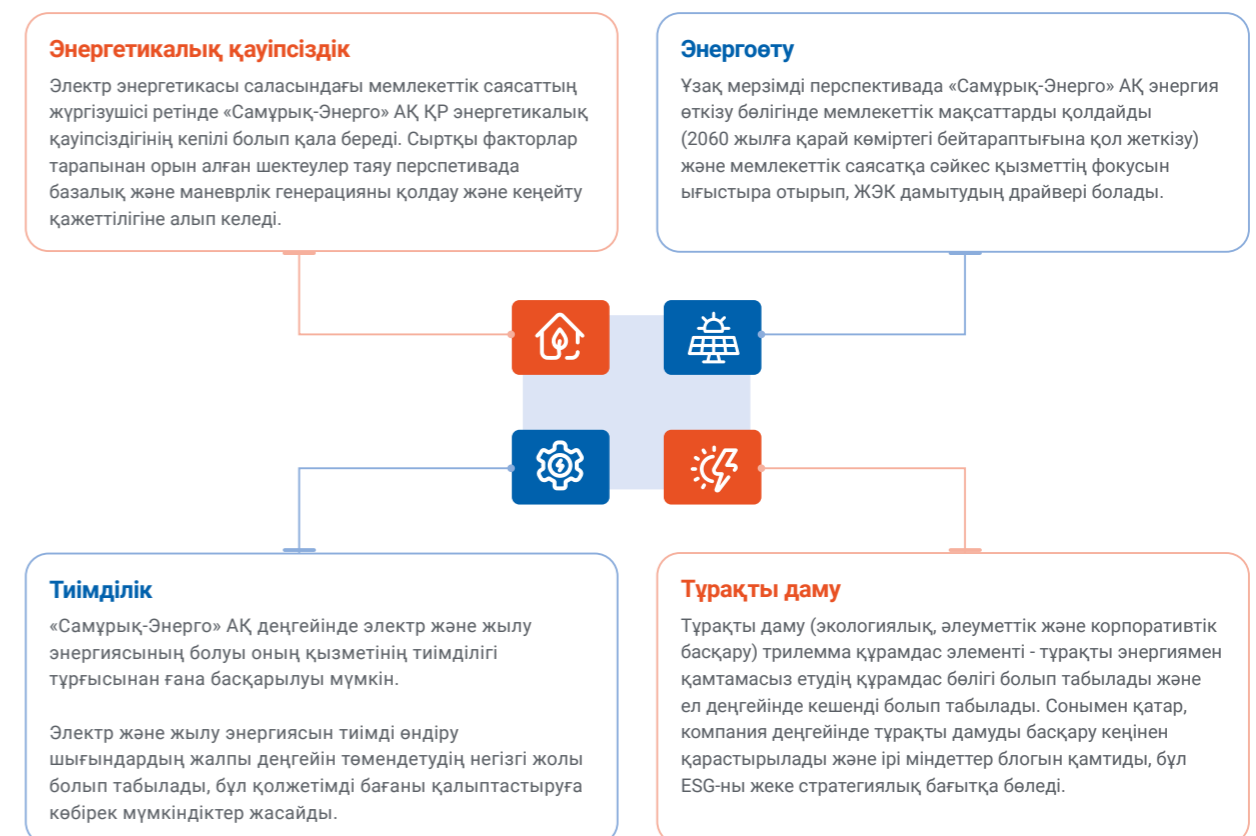 Энергетикалық қауіпсіздік
Электр энергетикасы саласындағы мемлекеттік саясаттың
жүргізушісі ретінде «Самұрық-Энерго» АҚ ҚР энергетикалық
қауіпсіздігінің кепілі болып қала береді. Сыртқы факторлар
тарапынан орын алған шектеулер таяу перспетивада
базалық және маневрлік генерацияны қолдау және кеңейту
қажеттілігіне алып келеді.
Энергоөту
Ұзақ мерзімді перспективада «Самұрық-Энерго» АҚ энергия
өткізу бөлігінде мемлекеттік мақсаттарды қолдайды
(2060 жылға қарай көміртегі бейтараптығына қол жеткізу)
және мемлекеттік саясатқа сәйкес қызметтің фокусын
ығыстыра отырып, ЖЭК дамытудың драйвері болады.
Тиімділік
«Самұрық-Энерго» АҚ деңгейінде электр және жылу
энергиясының болуы оның қызметінің тиімділігі
тұрғысынан ғана басқарылуы мүмкін.
Электр және жылу энергиясын тиімді өндіру
шығындардың жалпы деңгейін төмендетудің негізгі жолы
болып табылады, бұл қолжетімді бағаны қалыптастыруға
көбірек мүмкіндіктер жасайды.
Тұрақты даму
Тұрақты даму (экологиялық, әлеуметтік және корпоративтік
басқару) трилемма құрамдас элементі - тұрақты энергиямен
қамтамасыз етудің құрамдас бөлігі болып табылады және
ел деңгейінде кешенді болып табылады. Сонымен қатар,
компания деңгейінде тұрақты дамуды басқару кеңінен
қарастырылады және ірі міндеттер блогын қамтиды, бұл
ESG-ны жеке стратегиялық бағытқа бөледі.